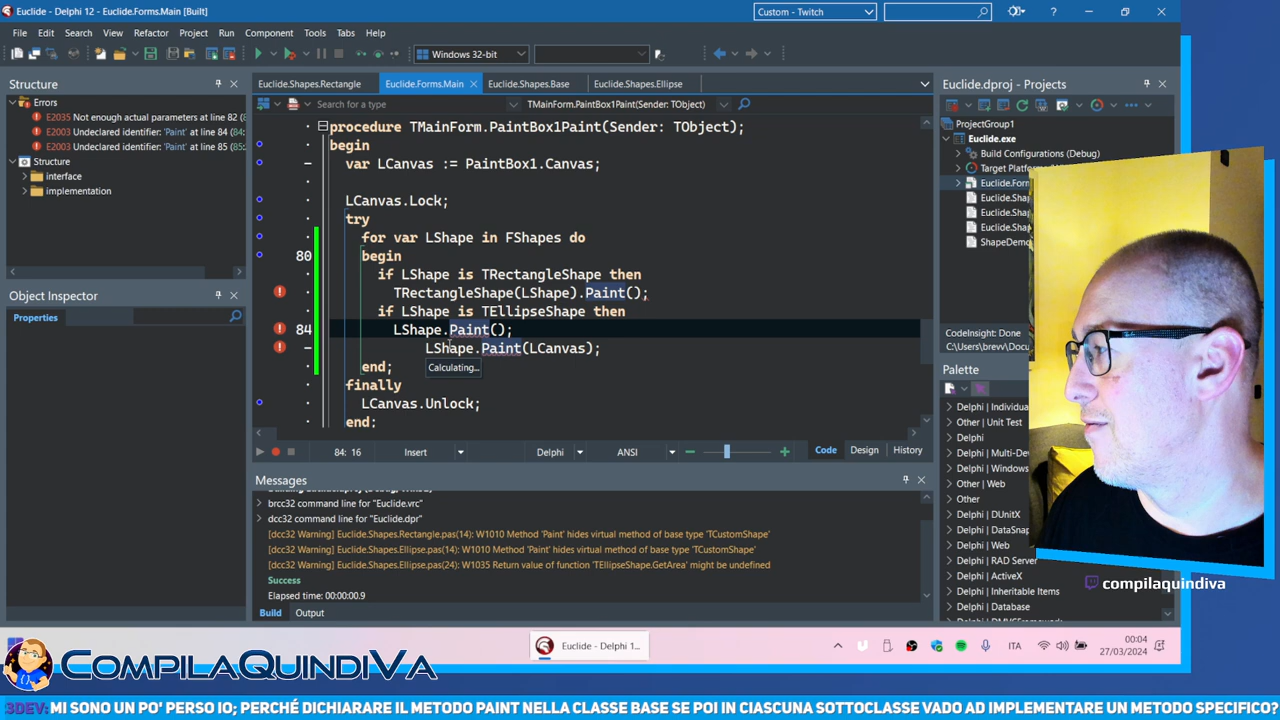 Euclide - Delphi 12 - Euclide.Forms.Main [Built]
Custom - Twitch
File Edit Search View Refactor Project Run Component Tools Tabs Help
Windows 32-bit
Structure
Errors
E2035 Not enough actual parameters at line 82 (8
E2003 Undeclared identifier: 'Paint' at line 84 (84:
E2003 Undeclared identifier: 'Paint' at line 85 (85:
Structure
interface
implementation
Object Inspector
Properties
Euclide.Shapes.Rectangle Euclide.Forms.Main Euclide.Shapes.Base Euclide.Shapes.Ellipse
Search for a type
TMainForm.PaintBox1Paint(Sender: TObject)
procedure TMainForm.PaintBox1Paint(Sender: TObject);
begin
var LCanvas := PaintBox1.Canvas;
LCanvas.Lock;
try
for var LShape in FShapes do
80 begin
if LShape is TRectangleShape then
TRectangleShape(LShape).Paint();
if LShape is TEllipseShape then
84 LShape.Paint();
LShape.Paint(LCanvas);
Calculating...
end;
finally
LCanvas.Unlock;
end;
84: 16 Insert Delphi ANSI Code Design History
Messages
brcc32 command line for "Euclide.vrc"
dcc32 command line for "Euclide.dpr"
[dcc32 Warning] Euclide.Shapes.Rectangle.pas(14): W1010 Method 'Paint' hides virtual method of base type 'TCustomShape'
[dcc32 Warning] Euclide.Shapes.Ellipse.pas(14): W1010 Method 'Paint' hides virtual method of base type 'TCustomShape'
[dcc32 Warning] Euclide.Shapes.Ellipse.pas(24): W1035 Return value of function 'TEllipseShape.GetArea' might be undefined
Success
Elapsed time: 00:00:00.9
Build Output
Euclide.dproj - Projects
ProjectGroup1
Euclide.exe
Build Configurations (Debug)
Target Platforms
Euclide.Form
Euclide.Sha
Euclide.Sha
Euclide.Sha
ShapeDemo
CodeInsight: Done
C:\Users\brevv
Palette
Delphi | Individua
Other | Unit Test
Delphi
Delphi | Multi-Dev
Delphi | Windows
Other | Web
Other
Delphi | DUnitX
Delphi | DataSnap
Delphi | Web
Delphi | RAD Server
Delphi | ActiveX
Delphi | Inheritable Items
Delphi | Database
compilaquindiva
Euclide - Delphi 1...
ITA
00:04
27/03/2024
COMPILAQUINDIVA
3DEV: MI SONO UN PO' PERSO IO; PERCHÉ DICHIARARE IL METODO PAINT NELLA CLASSE BASE SE POI IN CIASCUNA SOTTOCLASSE VADO AD IMPLEMENTARE UN METODO SPECIFICO?